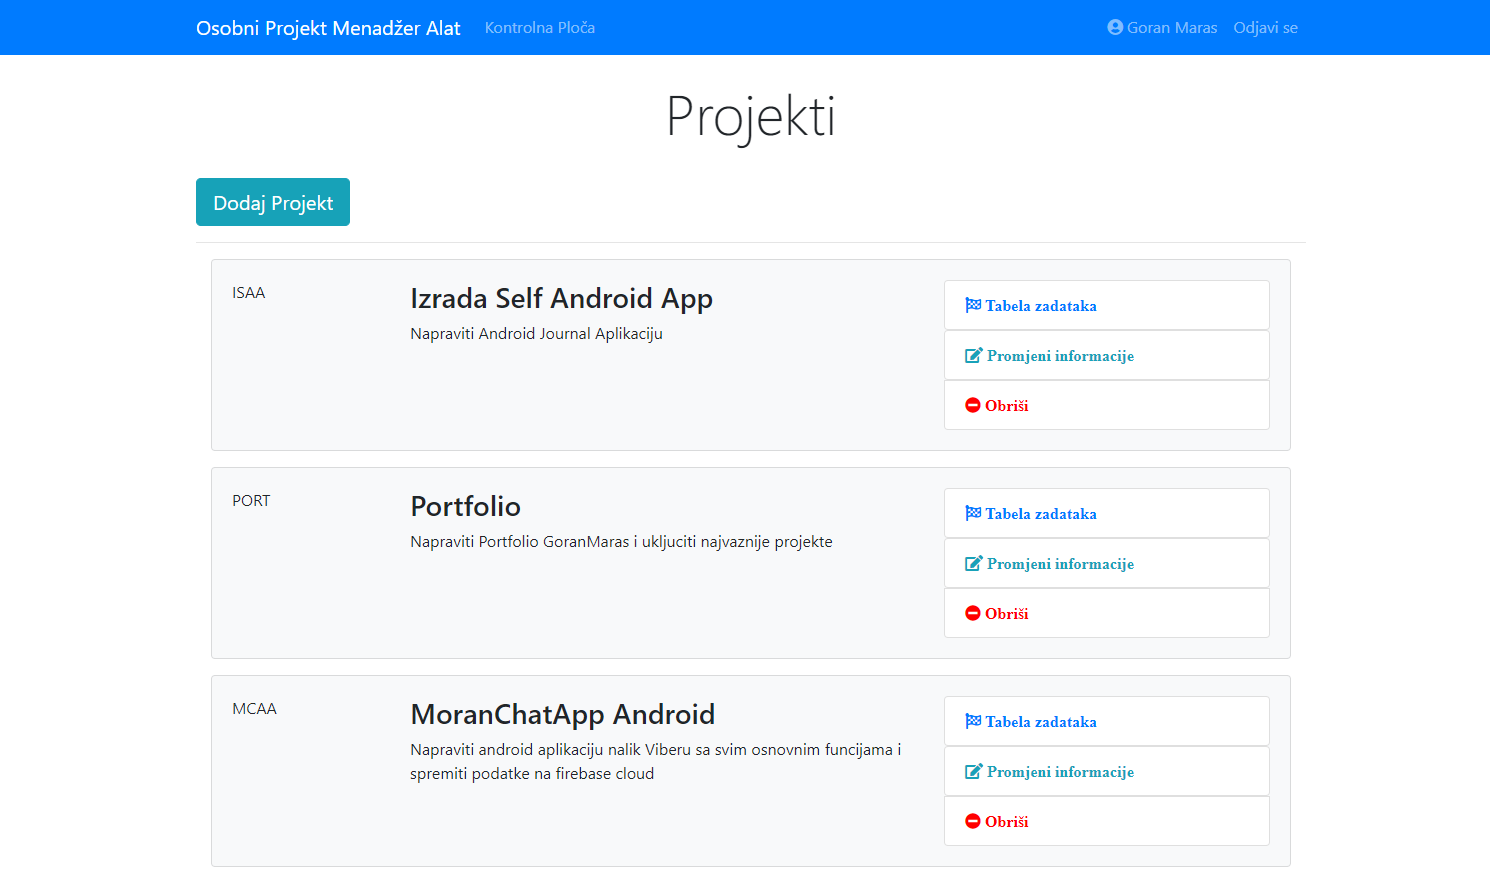 Osobni Projekt Menadžer Alat Kontrolna Ploča Goran Maras Odjavi se
Projekti
Dodaj Projekt
ISAA
Izrada Self Android App
Napraviti Android Journal Aplikaciju
Tabela zadataka
Promjeni informacije
Obriši
PORT
Portfolio
Napraviti Portfolio GoranMaras i ukljuciti najvaznije projekte
Tabela zadataka
Promjeni informacije
Obriši
MCAA
MoranChatApp Android
Napraviti android aplikaciju nalik Viberu sa svim osnovnim funcijama i
spremiti podatke na firebase cloud
Tabela zadataka
Promjeni informacije
Obriši